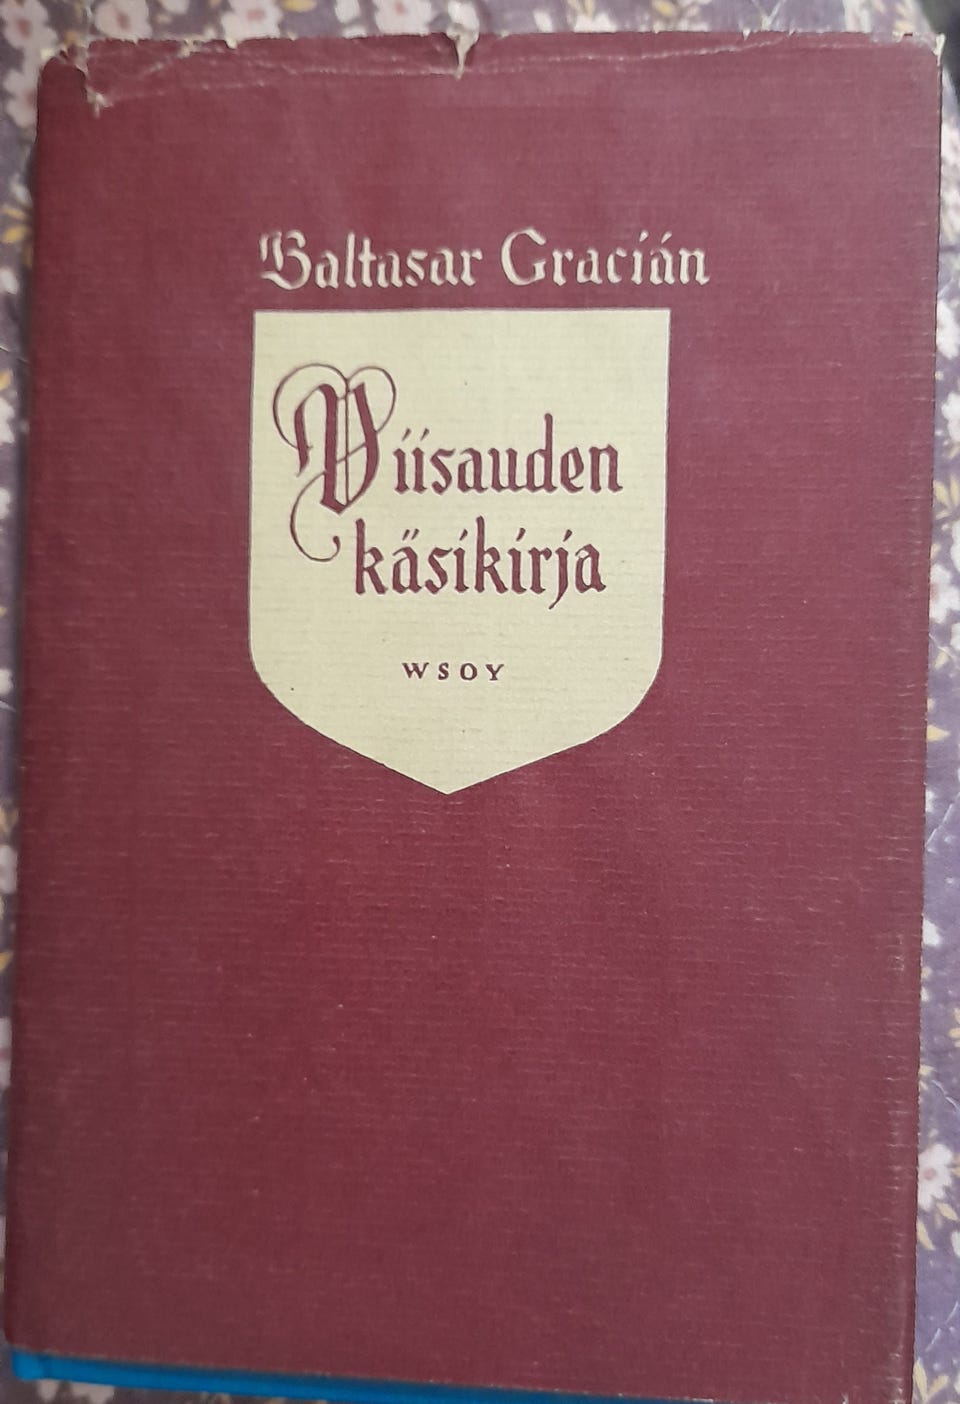 Baltasar Gracián
Viisauden
käsikirja
WSOY